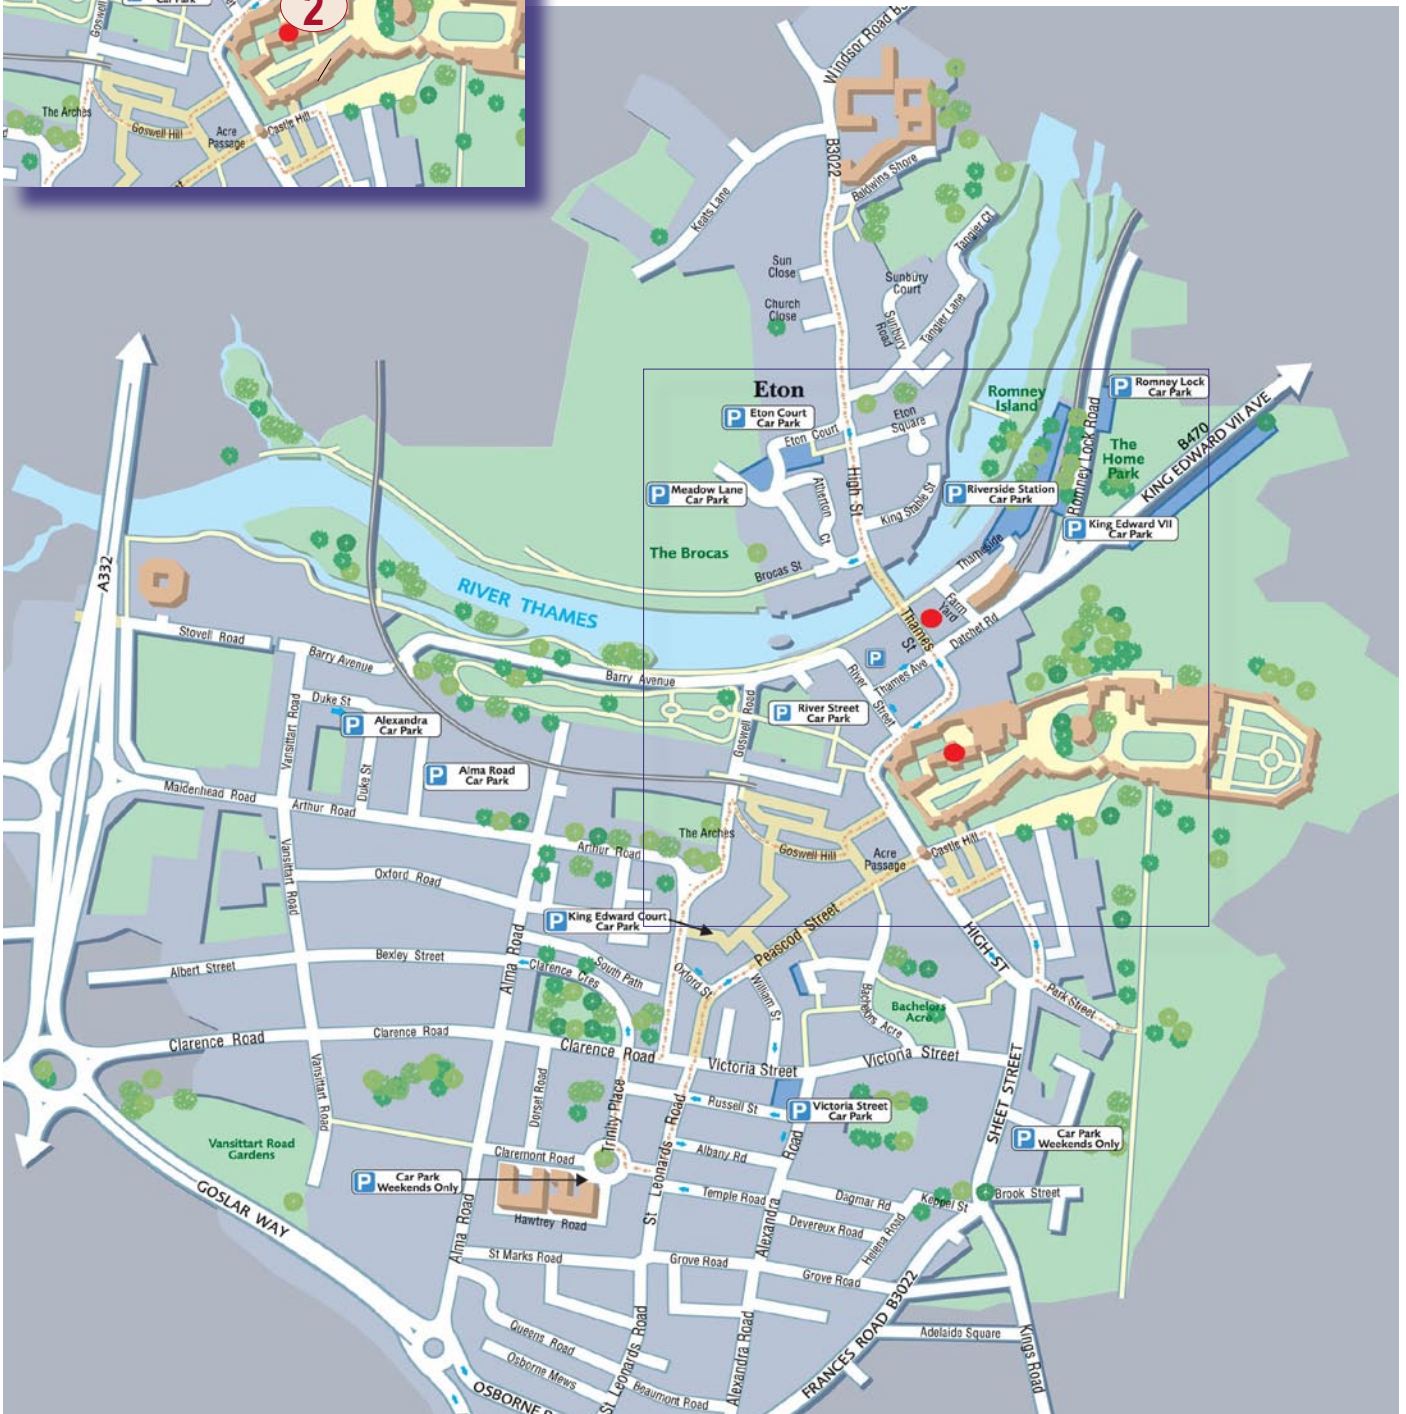 Car Park
Goswell
2
The Arches
Goswell Hill
Acre
Passage
Castle Hill
Windsor Road
B3022
Baldwins Shore
Keats Lane
Tangier Ct
Sun
Close
Sunbury
Court
Church
Close
Sunbury
Road
Tangier Lane
Eton
P Eton Court
Car Park
Eton Court
Eton
Square
Romney
Island
P Romney Lock
Car Park
Romney Lock Road
The
Home
Park
B470
KING EDWARD VII AVE
P Meadow Lane
Car Park
Atherton
Ct
High St
King Stable St
P Riverside Station
Car Park
P King Edward VII
Car Park
The Brocas
Brocas St
Thameside
A332
RIVER THAMES
Farm
Yard
Thames
St
Datchet Rd
Stovell Road
Barry Avenue
Barry Avenue
P
River
Street
Thames Ave
Duke St
P Alexandra
Car Park
Vansittart Road
Duke St
P River Street
Car Park
Goswell Road
P Alma Road
Car Park
Maidenhead Road
Arthur Road
The Arches
Arthur Road
Goswell Hill
Acre
Passage
Castle Hill
Vansittart Road
Oxford Road
P King Edward Court
Car Park
Peascod Street
HIGH ST
Albert Street
Bexley Street
Alma Road
Clarence Cres
South Path
Oxford St
William St
Bachelors Acre
Bachelors
Acre
Park Street
Clarence Road
Clarence Road
Clarence Road
Victoria Street
Victoria Street
SHEET STREET
Vansittart Road
Dorset Road
Trinity Place
Russell St
P Victoria Street
Car Park
P Car Park
Weekends Only
Vansittart Road
Gardens
Claremont Road
St Leonards Road
Albany Rd
Road
P Car Park
Weekends Only
Temple Road
Dagmar Rd
Keppel St
Brook Street
GOSLAR WAY
Hawtrey Road
Alexandra
Devereux Road
Helena Road
Alma Road
St Marks Road
Grove Road
Grove Road
FRANCES ROAD B3022
Queens Road
Adelaide Square
Kings Road
Osborne Mews
St Leonards Road
Alexandra Road
Beaumont Road
OSBORNE